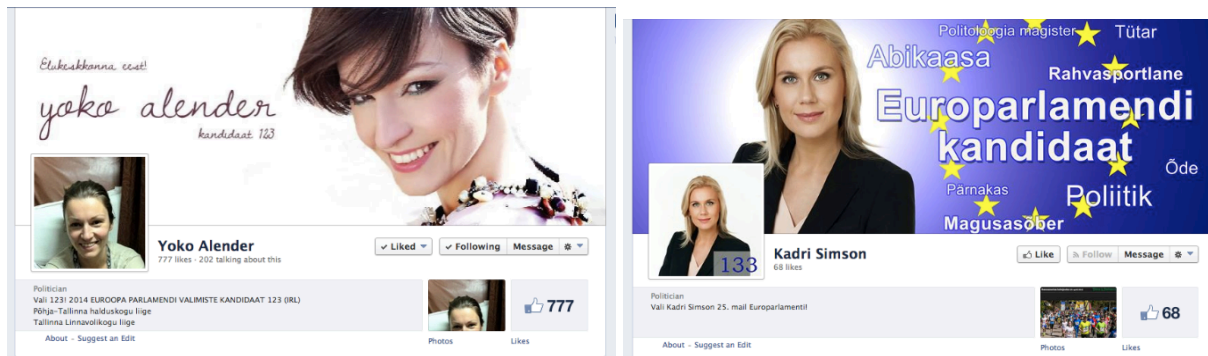 Elukeskkonna eest!
yoko alender
kandidaat 123
Yoko Alender
777 likes · 202 talking about this
Liked
Following
Message
Politician
Vali 123! 2014 EUROOPA PARLAMENDI VALIMISTE KANDIDAAT 123 (IRL)
Põhja-Tallinna halduskogu liige
Tallinna Linnavolikogu liige
About - Suggest an Edit
777
Photos
Likes
Politoloogia magister
Tütar
Abikaasa
Rahvasportlane
Europarlamendi
kandidaat
Õde
Pärnakas
Poliitik
Magusasõber
133
Kadri Simson
68 likes
Like
Follow
Message
Politician
Vali Kadri Simson 25. mail Europarlamenti!
About - Suggest an Edit
68
Photos
Likes